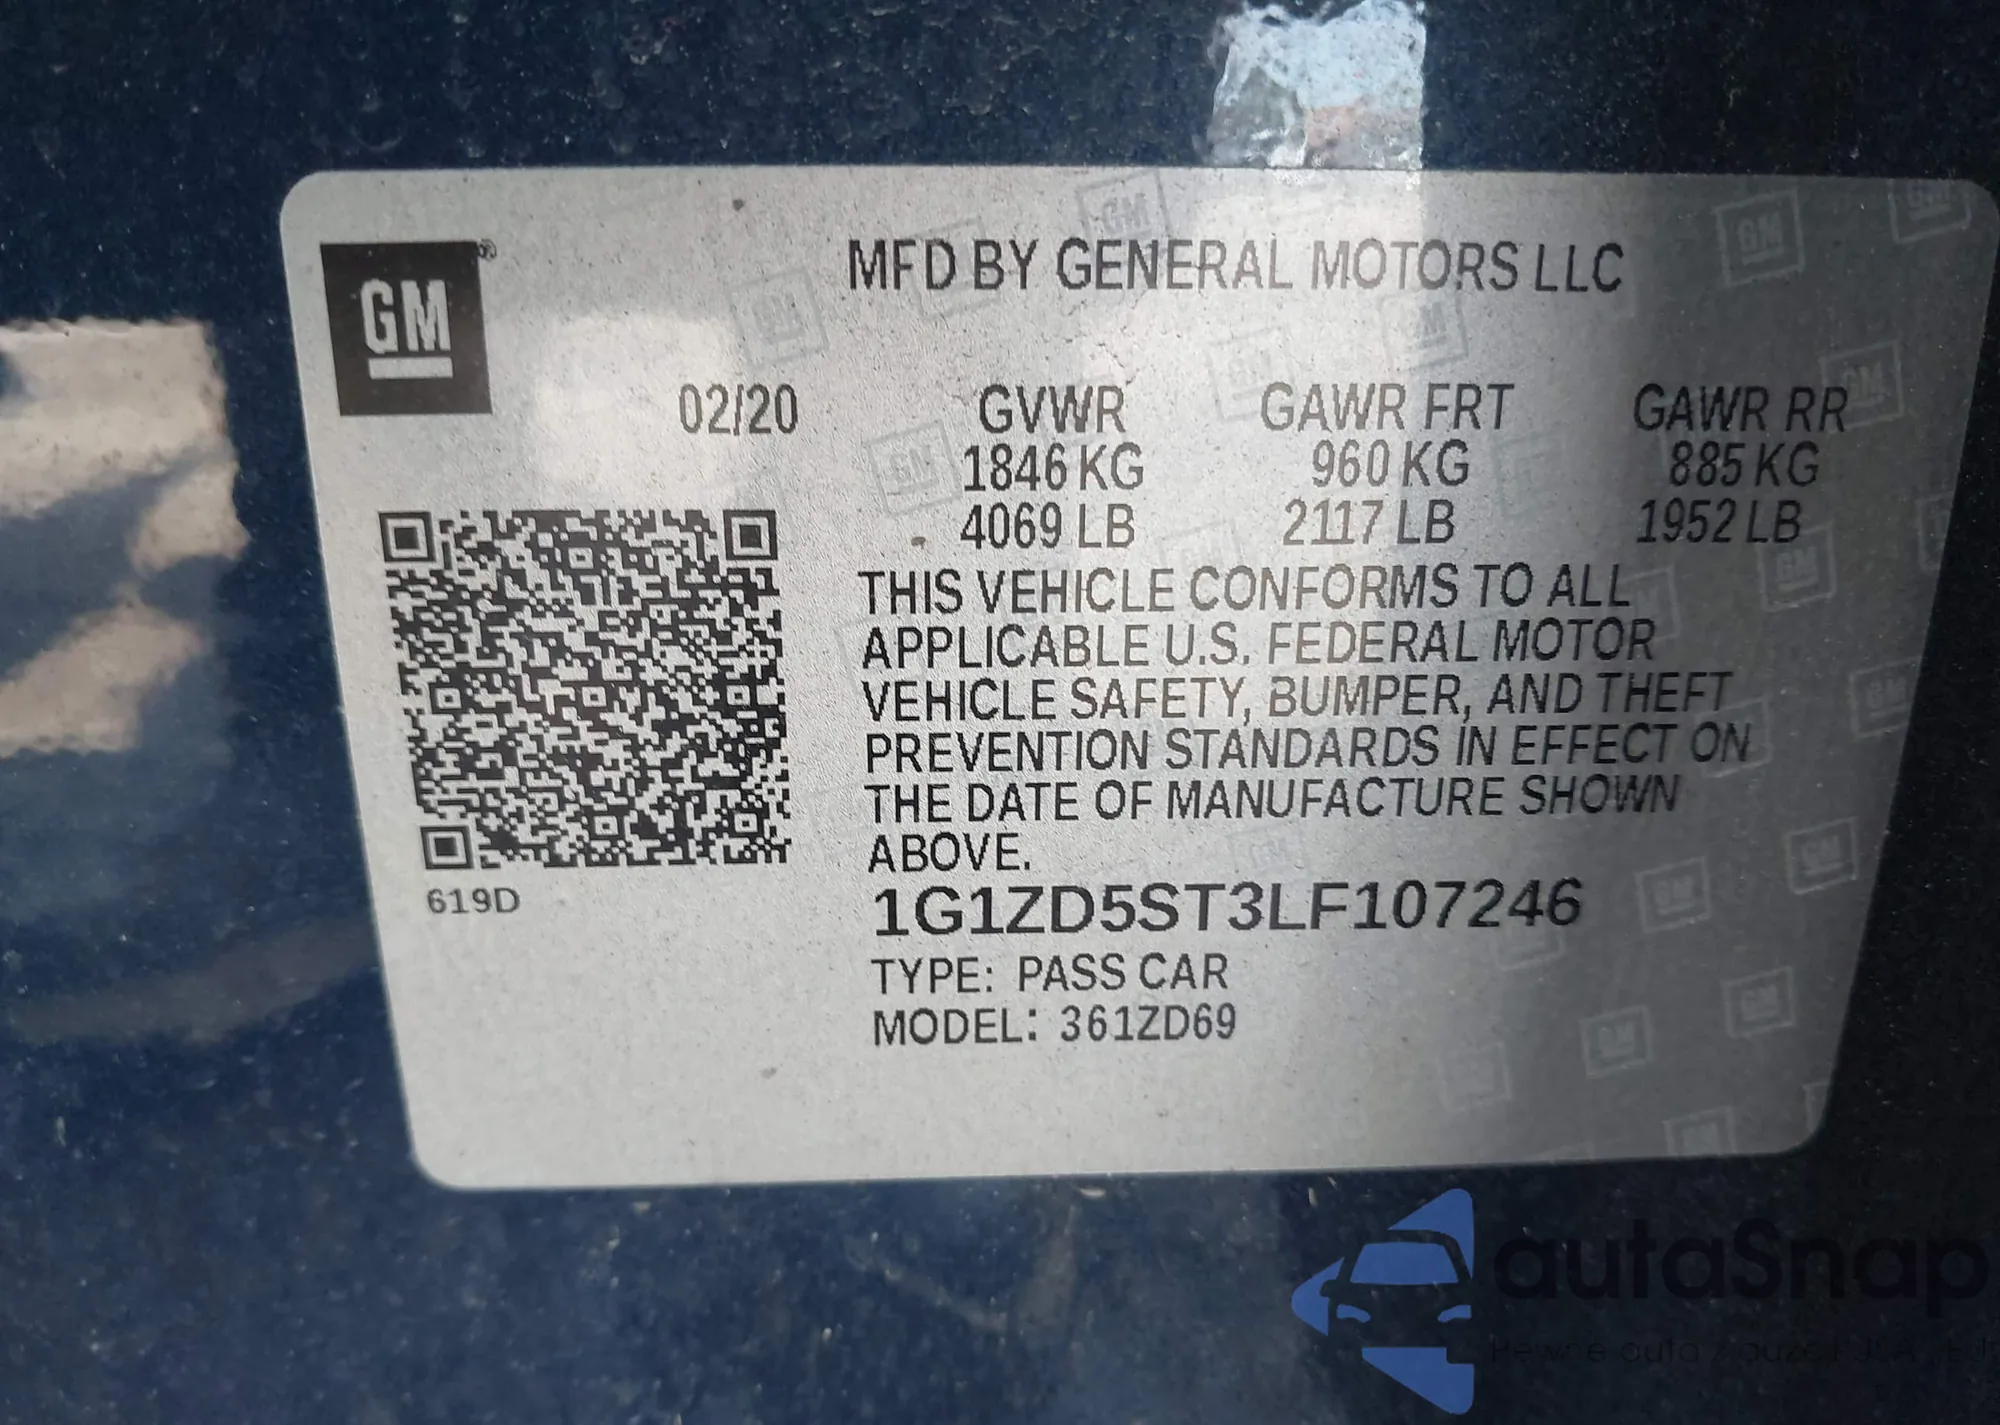 GM
MFD BY GENERAL MOTORS LLC
02/20 GVWR GAWR FRT GAWR RR
1846 KG 960 KG 885 KG
4069 LB 2117 LB 1952 LB
THIS VEHICLE CONFORMS TO ALL
APPLICABLE U.S. FEDERAL MOTOR
VEHICLE SAFETY, BUMPER, AND THEFT
PREVENTION STANDARDS IN EFFECT ON
THE DATE OF MANUFACTURE SHOWN
ABOVE.
619D
1G1ZD5ST3LF107246
TYPE: PASS CAR
MODEL: 361ZD69
autaSnap
auta z